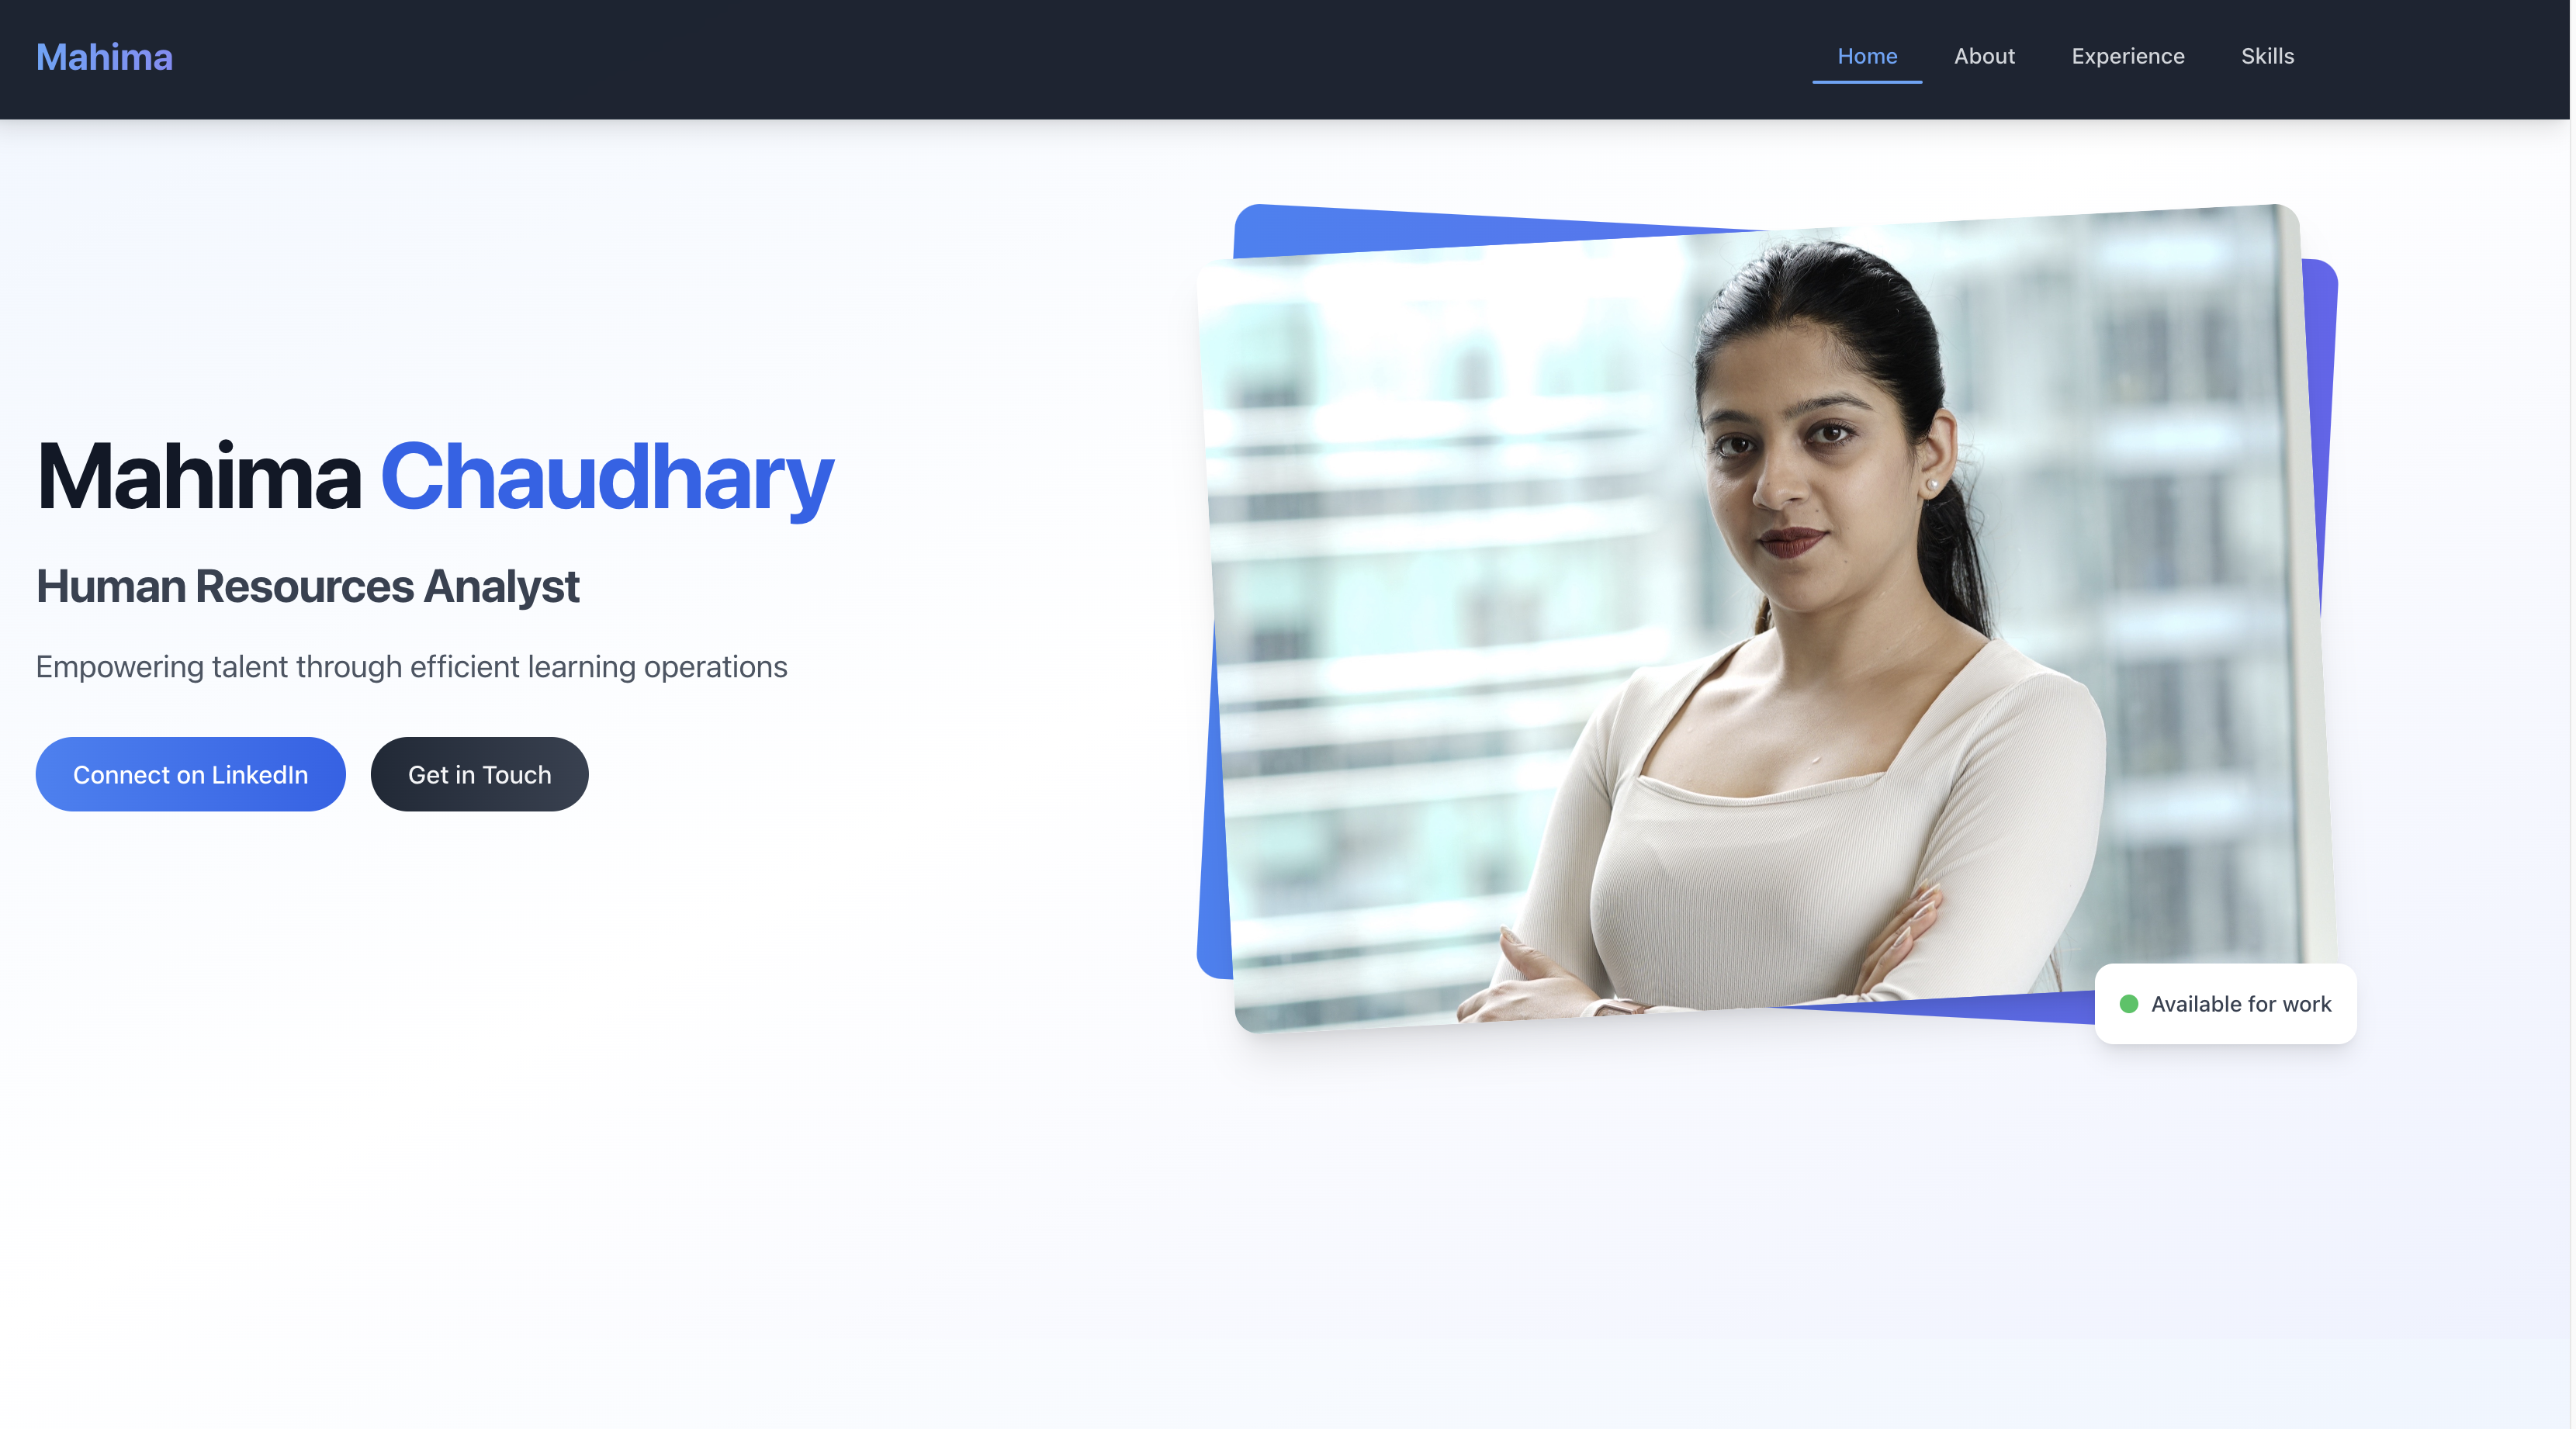 Mahima
Home About Experience Skills
Mahima Chaudhary
Human Resources Analyst
Empowering talent through efficient learning operations
Connect on LinkedIn Get in Touch
Available for work